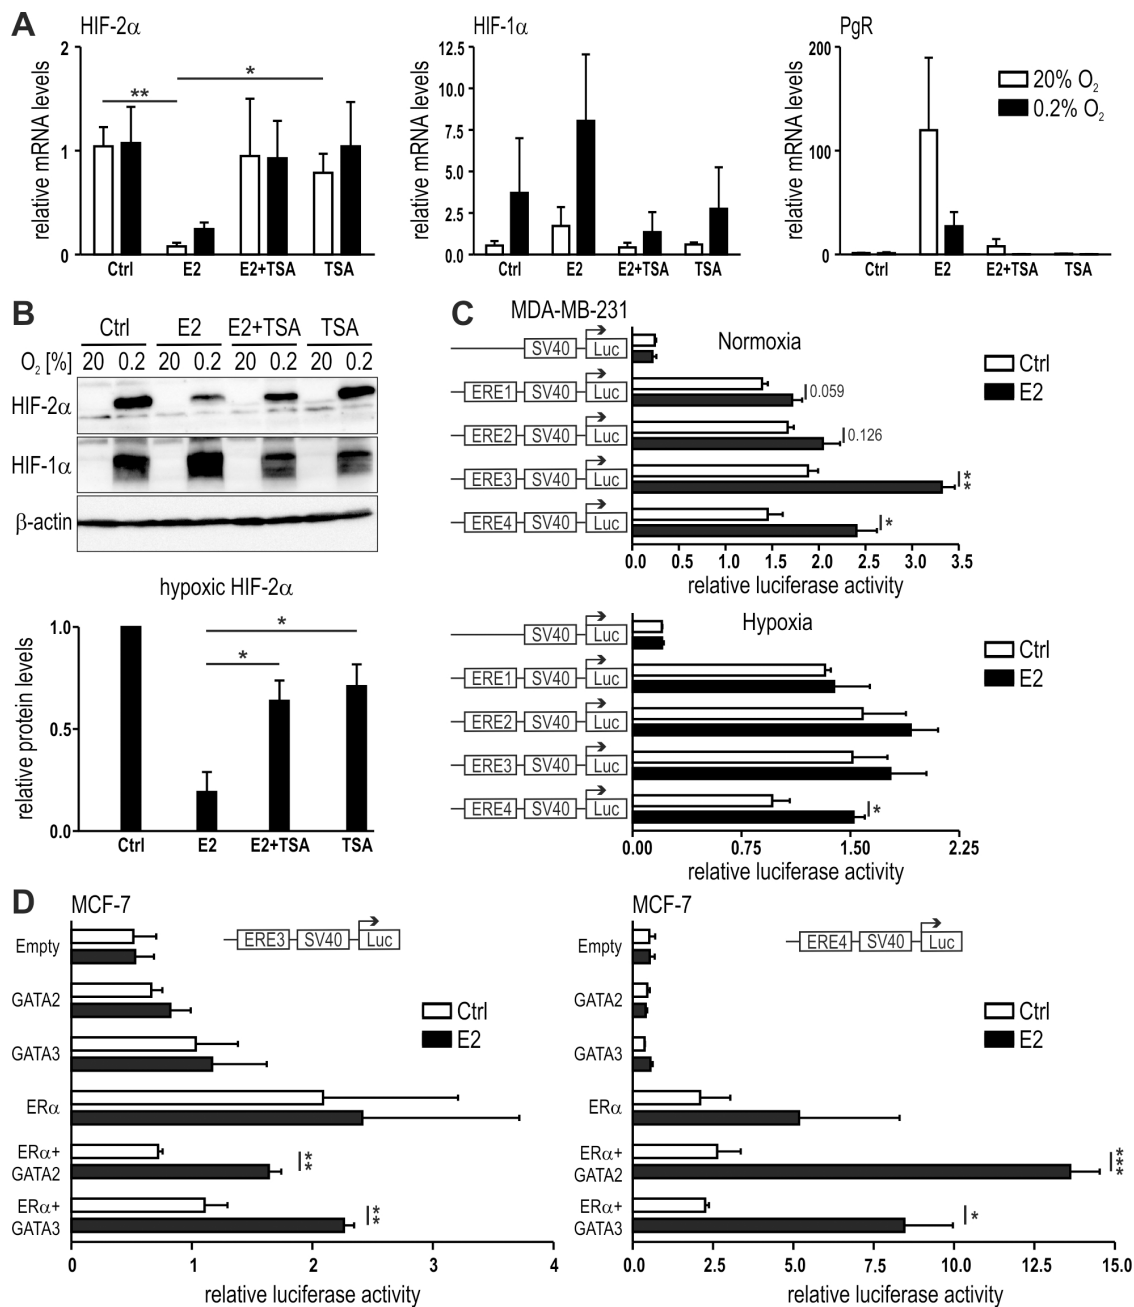 A
HIF-2α
HIF-1α
PgR
relative mRNA levels
2
1
0
**
*
Ctrl E2 E2+TSA TSA
relative mRNA levels
12.5
10.0
7.5
5.0
2.5
0.0
Ctrl E2 E2+TSA TSA
relative mRNA levels
200
100
0
Ctrl E2 E2+TSA TSA
20% O2
0.2% O2
B
Ctrl E2 E2+TSA TSA
O2 [%] 20 0.2 20 0.2 20 0.2 20 0.2
HIF-2α
HIF-1α
β-actin
hypoxic HIF-2α
relative protein levels
1.0
0.5
0.0
*
*
Ctrl E2 E2+TSA TSA
C
MDA-MB-231
Normoxia
SV40 Luc
ERE1 SV40 Luc 0.059
ERE2 SV40 Luc 0.126
ERE3 SV40 Luc **
ERE4 SV40 Luc *
Ctrl
E2
0.0 0.5 1.0 1.5 2.0 2.5 3.0 3.5
relative luciferase activity
Hypoxia
SV40 Luc
ERE1 SV40 Luc
ERE2 SV40 Luc
ERE3 SV40 Luc
ERE4 SV40 Luc *
Ctrl
E2
0.00 0.75 1.50 2.25
relative luciferase activity
D
MCF-7
ERE3 SV40 Luc
Empty
GATA2
GATA3
ERα
ERα+
GATA2 **
ERα+
GATA3 **
Ctrl
E2
0 1 2 3 4
relative luciferase activity
MCF-7
ERE4 SV40 Luc
Empty
GATA2
GATA3
ERα
ERα+
GATA2 ***
ERα+
GATA3 *
Ctrl
E2
0.0 2.5 5.0 7.5 10.0 12.5 15.0
relative luciferase activity